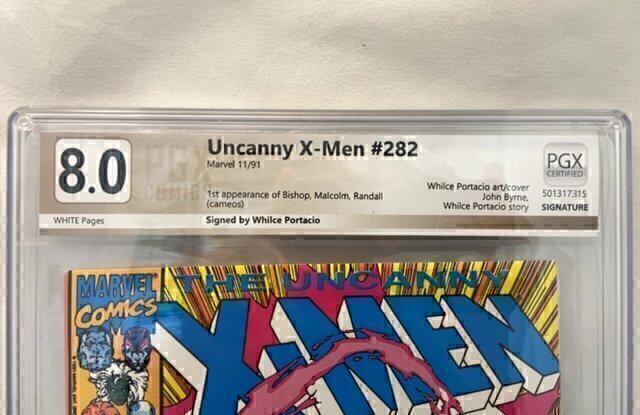 8.0
Uncanny X-Men #282
Marvel 11/91
PGX
CERTIFIED
1st appearance of Bishop, Malcolm, Randall
(cameos)
Whilce Portacio art/cover
John Byrne,
Whilce Portacio story
501317315
SIGNATURE
WHITE Pages
Signed by Whilce Portacio
MARVEL
COMICS
THE UNCANNY
X-MEN